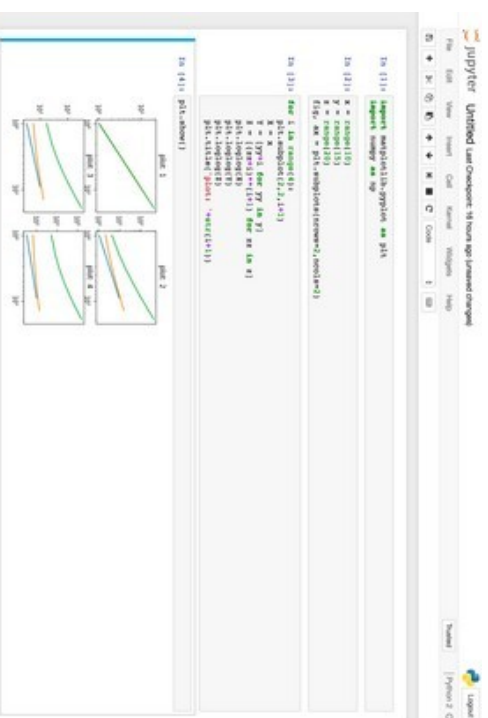 jupyter Untitled Last Checkpoint: 16 hours ago (unsaved changes)
Logout
File Edit View Insert Cell Kernel Widgets Help
Trusted
Python 2
Code
In [1]: import matplotlib.pyplot as plt
import numpy as np
In [2]: x = range(10)
y = range(15)
z = range(20)
fig, ax = plt.subplots(nrows=2,ncols=2)
In [3]: for i in range(4):
plt.subplot(2,2,i+1)
X = x
Y = [yy+i for yy in y]
Z = [(zz+i)**(i+1) for zz in z]
plt.loglog(X)
plt.loglog(Y)
plt.loglog(Z)
plt.title('plot: '+str(i+1))
In [4]: plt.show()
plot 1
plot 2
plot 3
plot 4